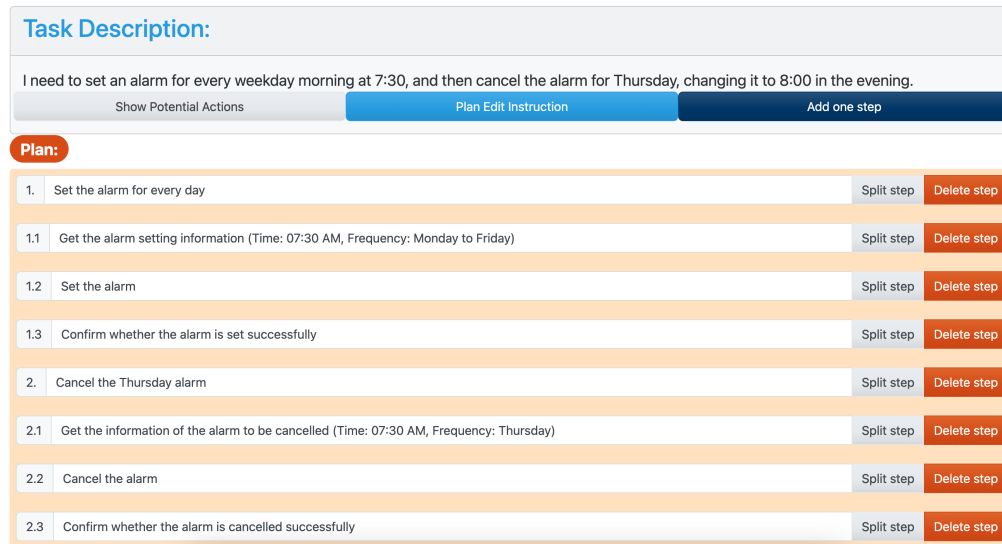 Task Description:
I need to set an alarm for every weekday morning at 7:30, and then cancel the alarm for Thursday, changing it to 8:00 in the evening.
Show Potential Actions Plan Edit Instruction Add one step
Plan:
1. Set the alarm for every day Split step Delete step
1.1 Get the alarm setting information (Time: 07:30 AM, Frequency: Monday to Friday) Split step Delete step
1.2 Set the alarm Split step Delete step
1.3 Confirm whether the alarm is set successfully Split step Delete step
2. Cancel the Thursday alarm Split step Delete step
2.1 Get the information of the alarm to be cancelled (Time: 07:30 AM, Frequency: Thursday) Split step Delete step
2.2 Cancel the alarm Split step Delete step
2.3 Confirm whether the alarm is cancelled successfully Split step Delete step